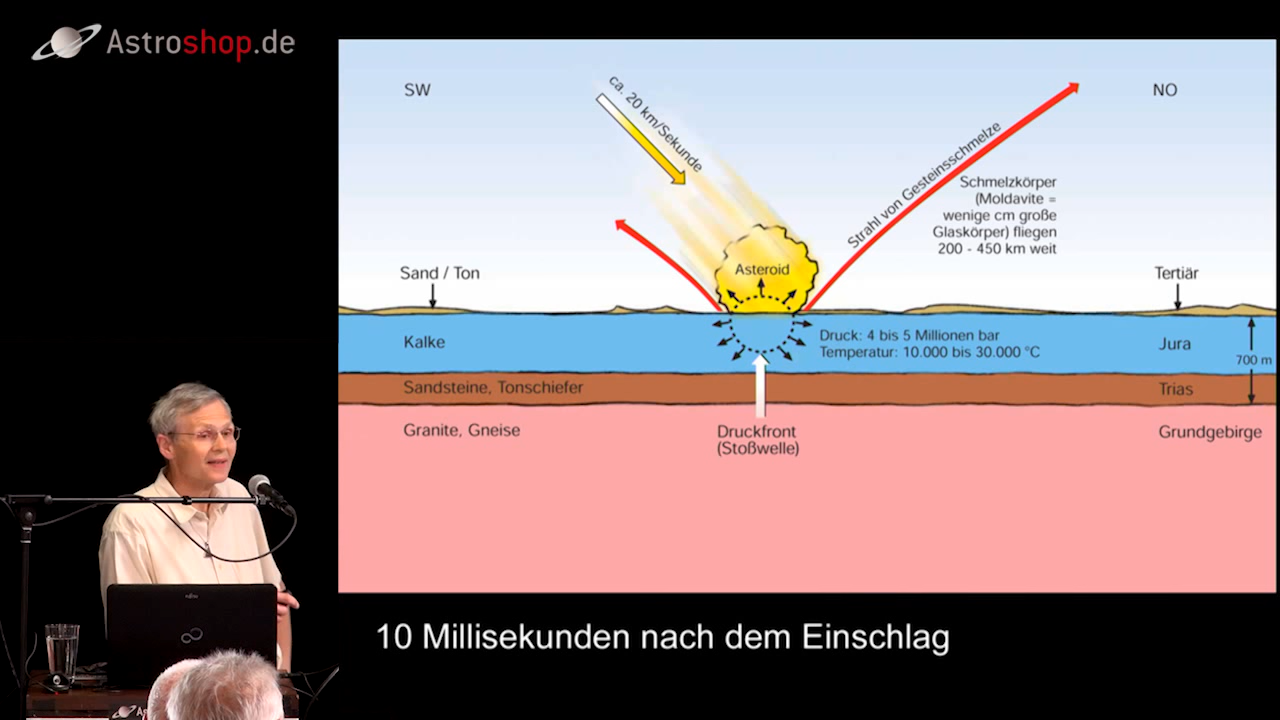 Astroshop.de
SW
NO
ca. 20 km/Sekunde
Strahl von Gesteinsschmelze
Schmelzkörper
(Moldavite =
wenige cm große
Glaskörper) fliegen
200 - 450 km weit
Asteroid
Sand / Ton
Tertiär
Kalke
Druck: 4 bis 5 Millionen bar
Temperatur: 10.000 bis 30.000 °C
Jura
700 m
Sandsteine, Tonschiefer
Trias
Granite, Gneise
Druckfront
(Stoßwelle)
Grundgebirge
10 Millisekunden nach dem Einschlag